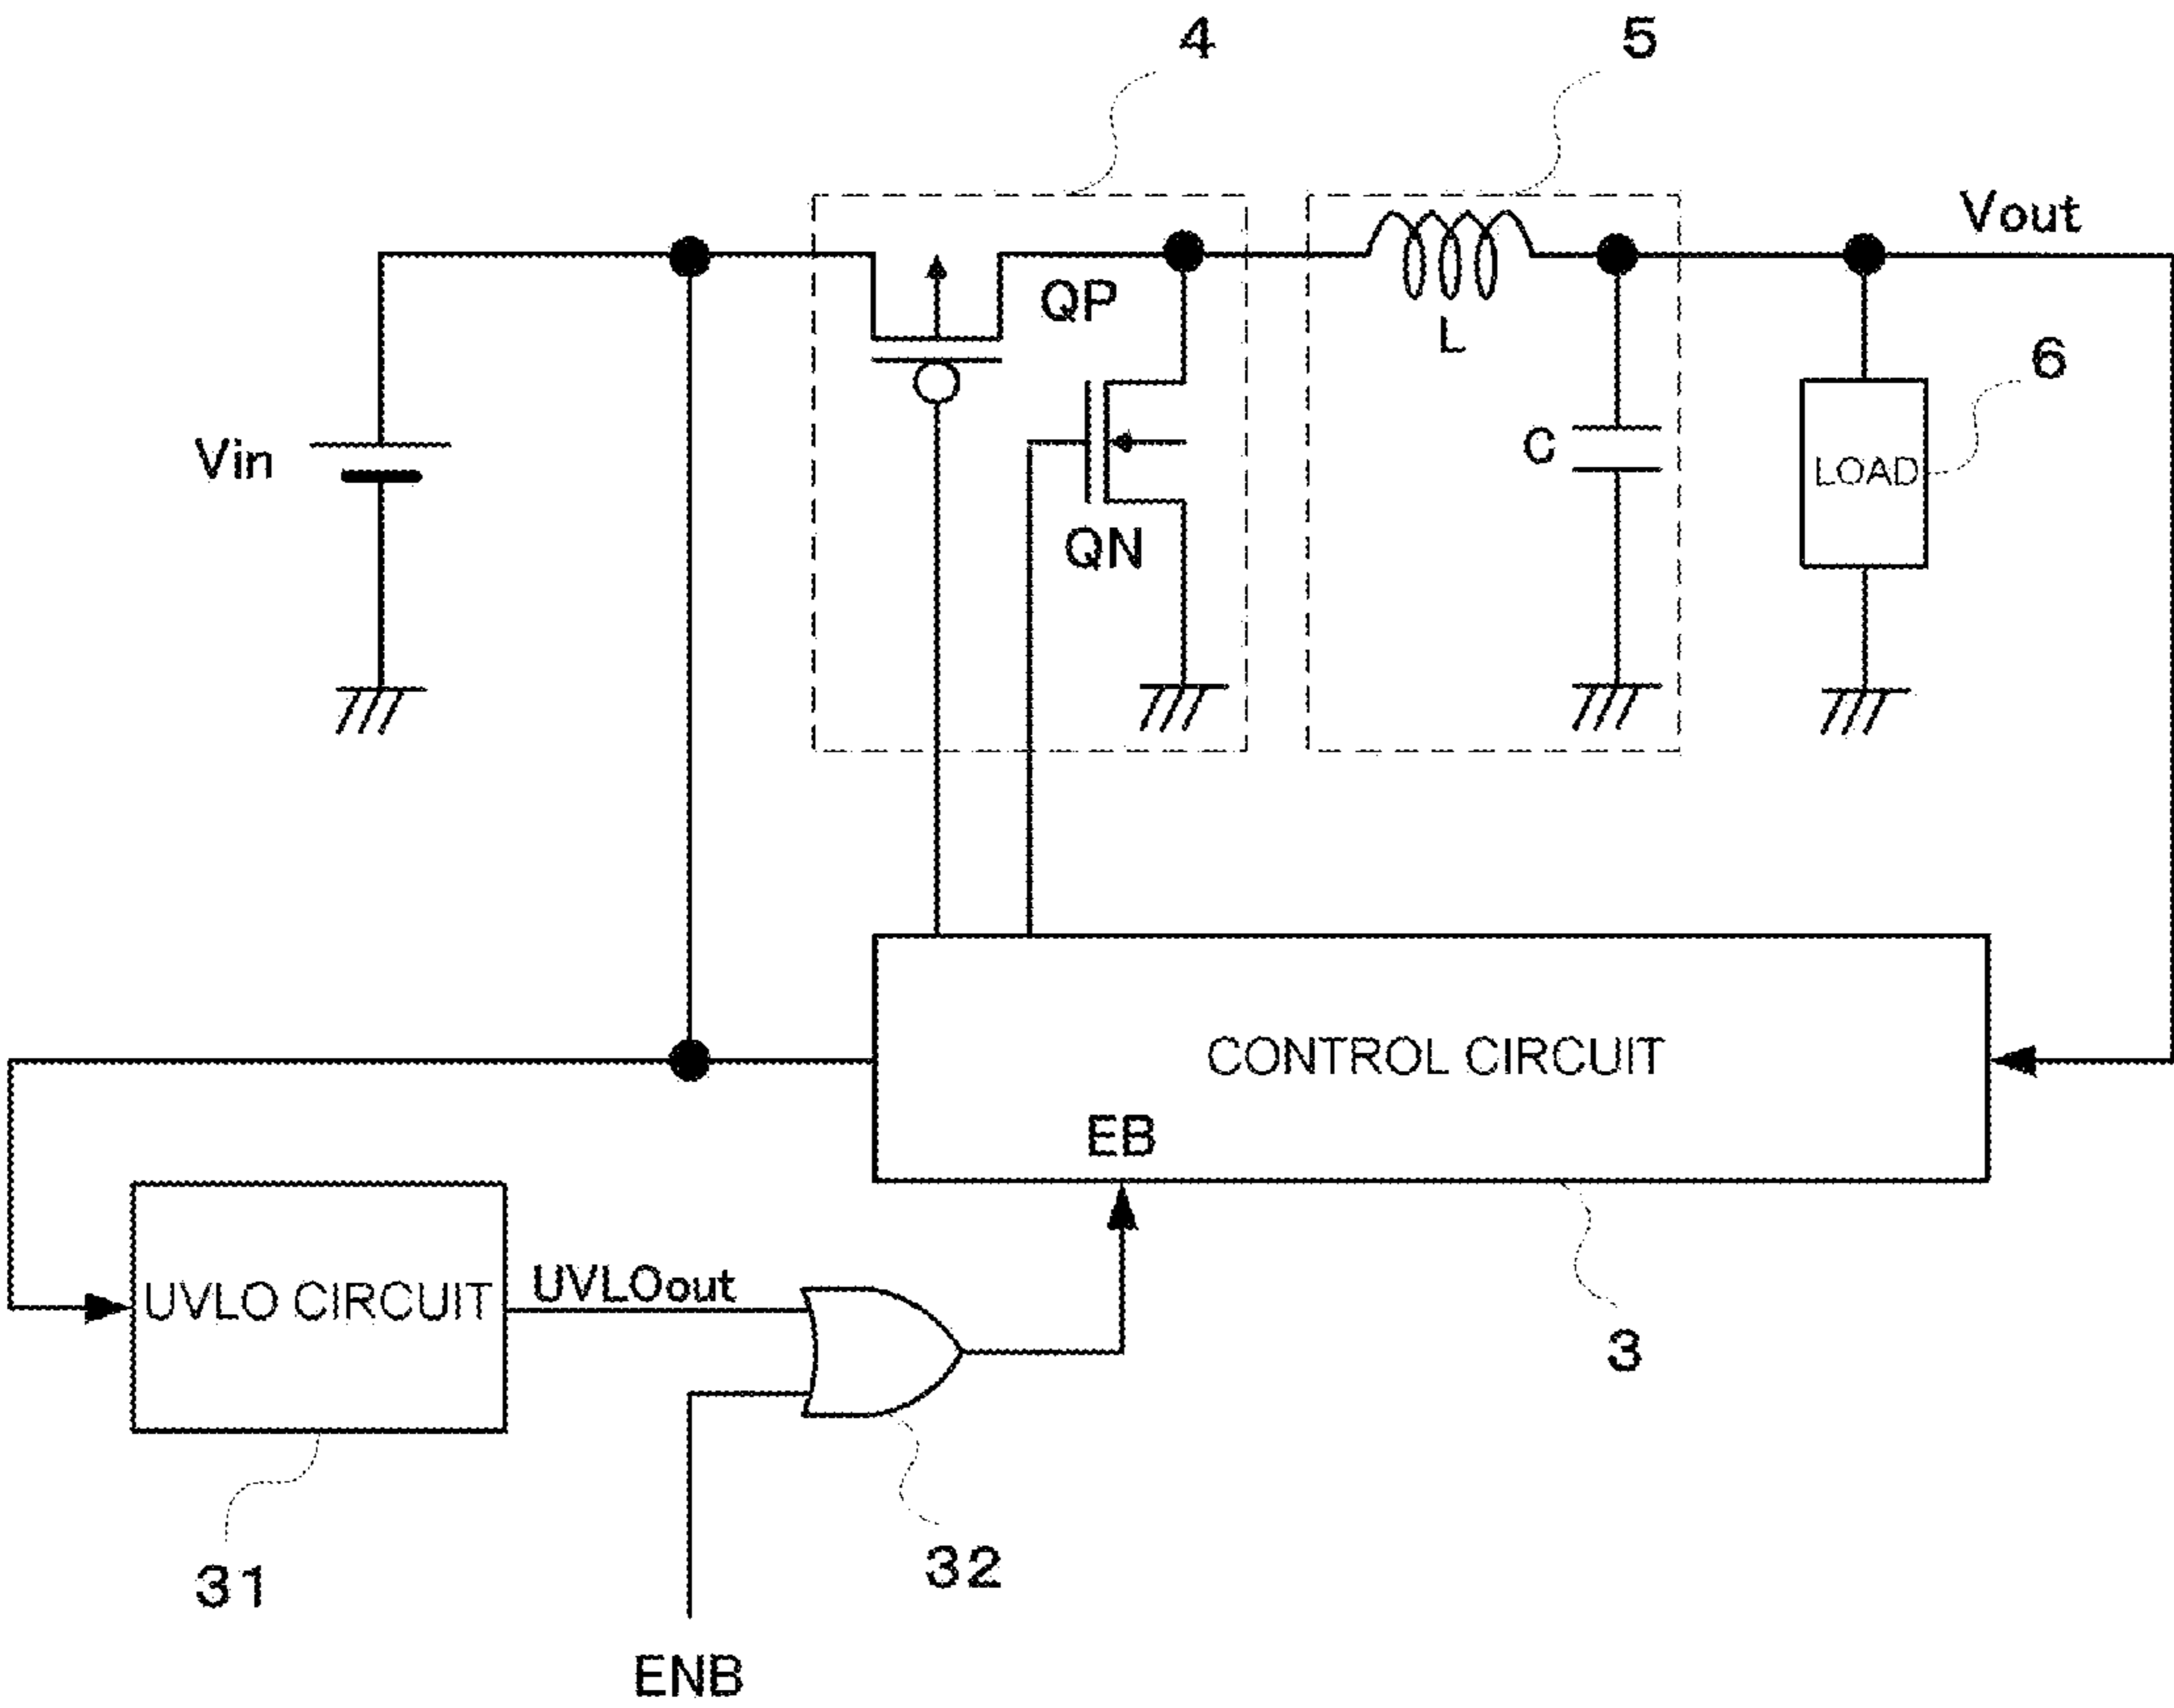 4
5
Vout
QP
L
6
Vin
C
LOAD
QN
CONTROL CIRCUIT
EB
UVLO CIRCUIT
UVLOout
3
32
31
ENB